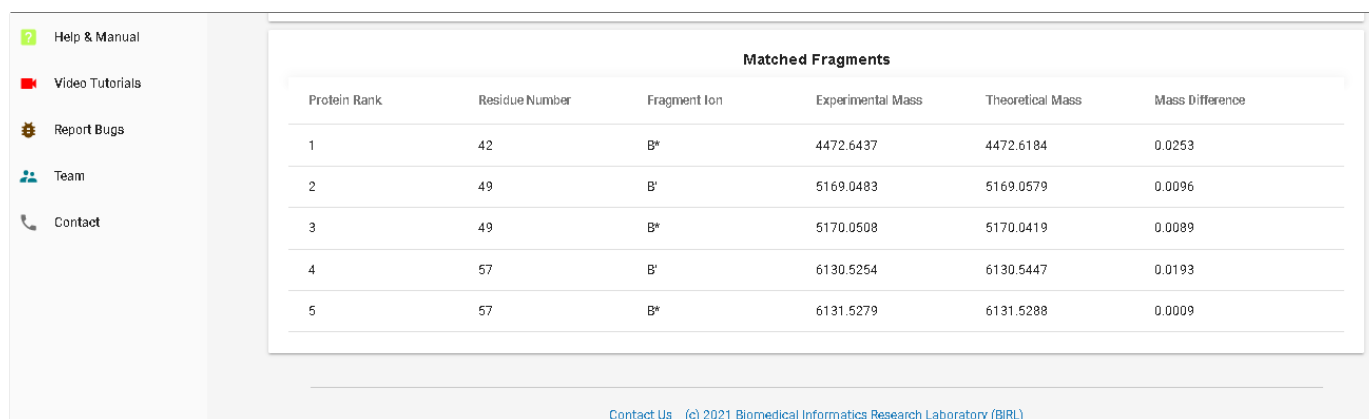 Help & Manual
Video Tutorials
Report Bugs
Team
Contact
Matched Fragments
Protein Rank Residue Number Fragment Ion Experimental Mass Theoretical Mass Mass Difference
1 42 B* 4472.6437 4472.6184 0.0253
2 49 B' 5169.0483 5169.0579 0.0096
3 49 B* 5170.0508 5170.0419 0.0089
4 57 B' 6130.5254 6130.5447 0.0193
5 57 B* 6131.5279 6131.5288 0.0009
Contact Us (c) 2021 Biomedical Informatics Research Laboratory (BIRL)